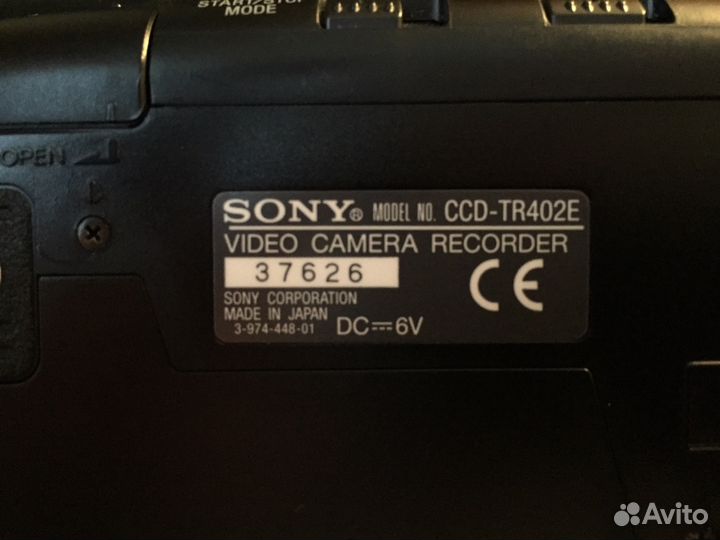 START/STOP
MODE
OPEN
SONY® MODEL NO. CCD-TR402E
VIDEO CAMERA RECORDER
37626
CE
SONY CORPORATION
MADE IN JAPAN
3-974-448-01 DC⎓6V
Avito